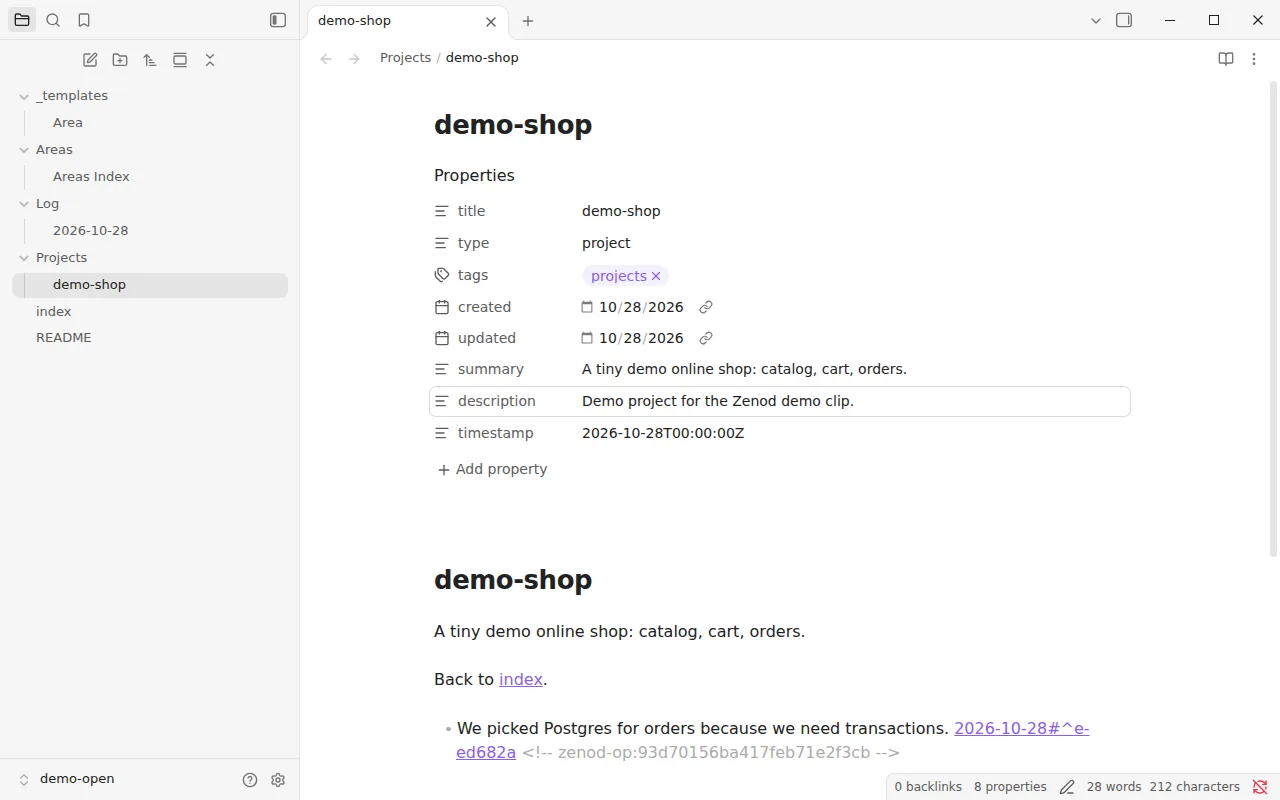 demo-shop
Projects / demo-shop
_templates
Area
Areas
Areas Index
Log
2026-10-28
Projects
demo-shop
index
README
demo-open
demo-shop
Properties
title demo-shop
type project
tags projects
created 10/28/2026
updated 10/28/2026
summary A tiny demo online shop: catalog, cart, orders.
description Demo project for the Zenod demo clip.
timestamp 2026-10-28T00:00:00Z
Add property
demo-shop
A tiny demo online shop: catalog, cart, orders.
Back to index.
We picked Postgres for orders because we need transactions. 2026-10-28#^e-
ed682a <!-- zenod-op:93d70156ba417feb71e2f3cb -->
0 backlinks 8 properties 28 words 212 characters